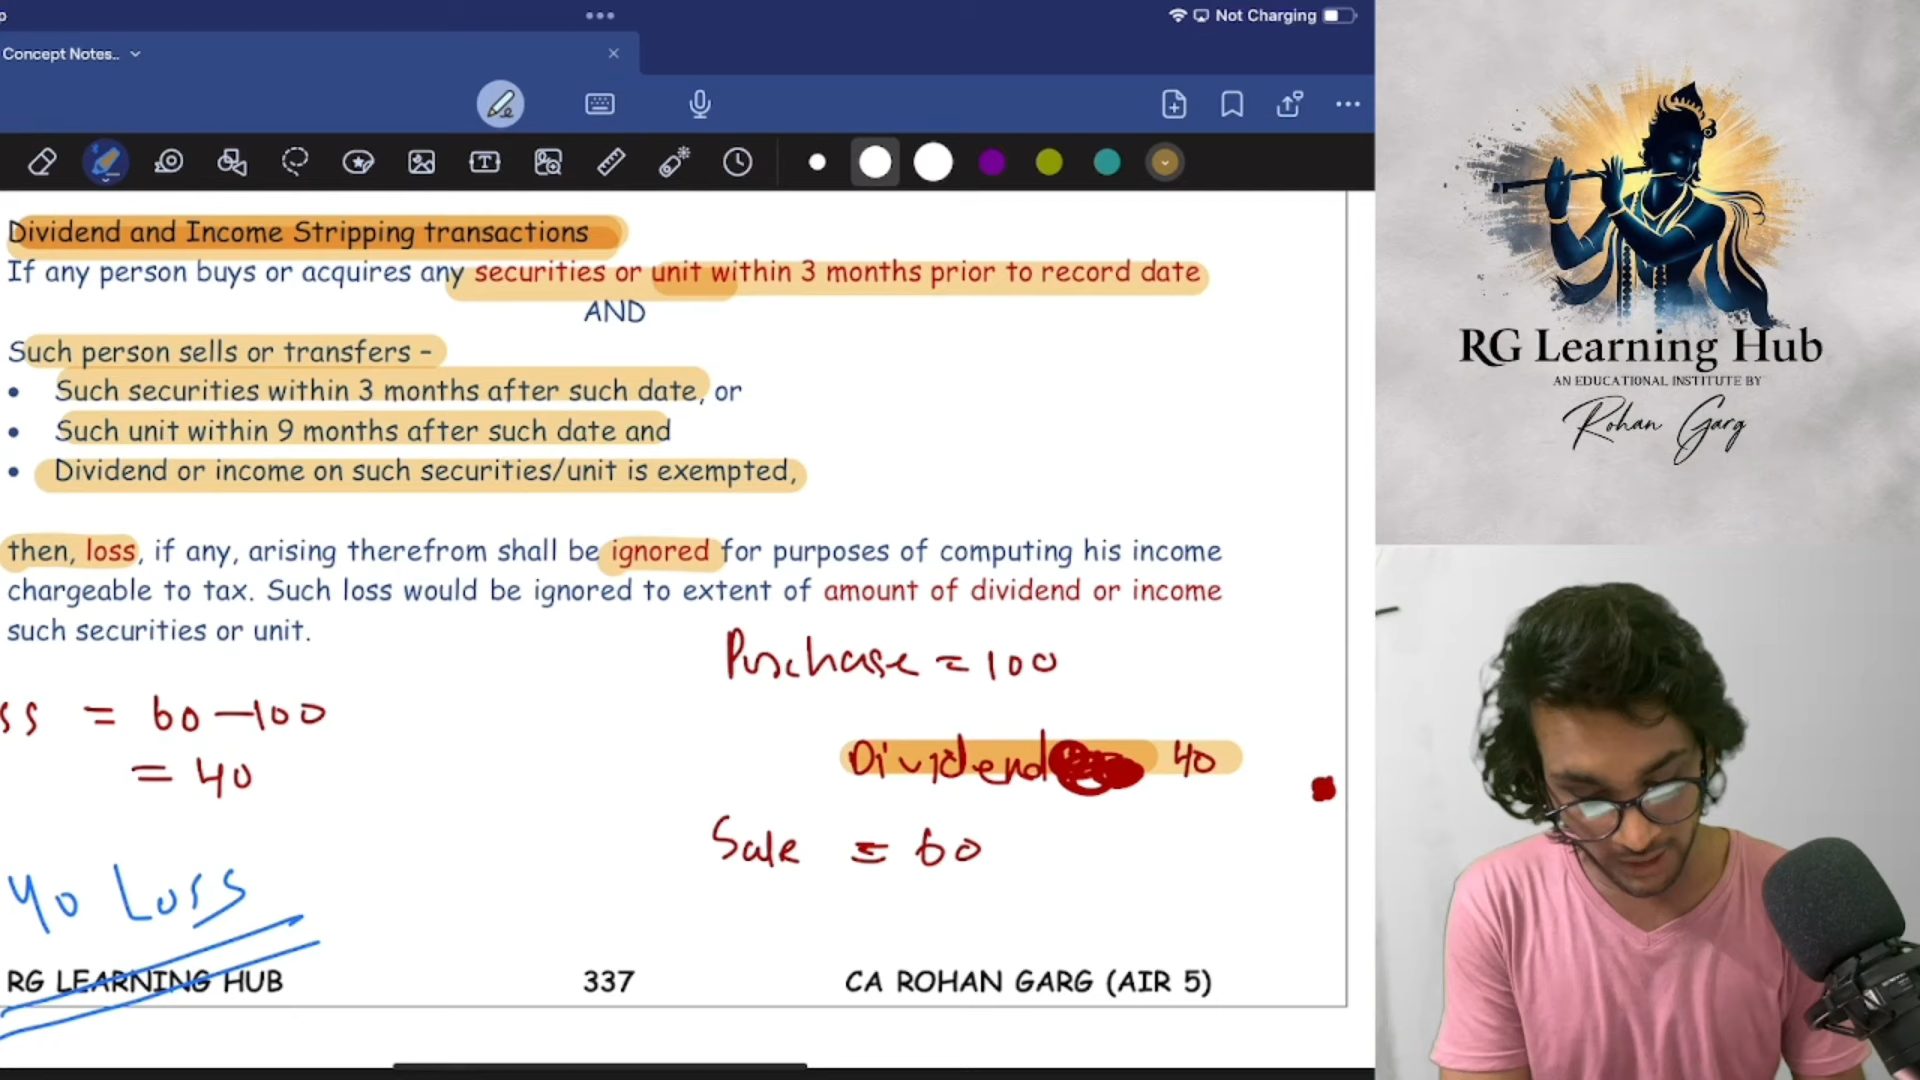 Not Charging
Concept Notes..
Dividend and Income Stripping transactions
If any person buys or acquires any securities or unit within 3 months prior to record date
AND
Such person sells or transfers –
• Such securities within 3 months after such date, or
• Such unit within 9 months after such date and
• Dividend or income on such securities/unit is exempted,
then, loss, if any, arising therefrom shall be ignored for purposes of computing his income
chargeable to tax. Such loss would be ignored to extent of amount of dividend or income
such securities or unit.
Purchase = 100
ss = 60 – 100
= 40
Dividend 40
Sale = 60
40 Loss
RG LEARNING HUB 337 CA ROHAN GARG (AIR 5)
RG Learning Hub
AN EDUCATIONAL INSTITUTE BY
Rohan Garg